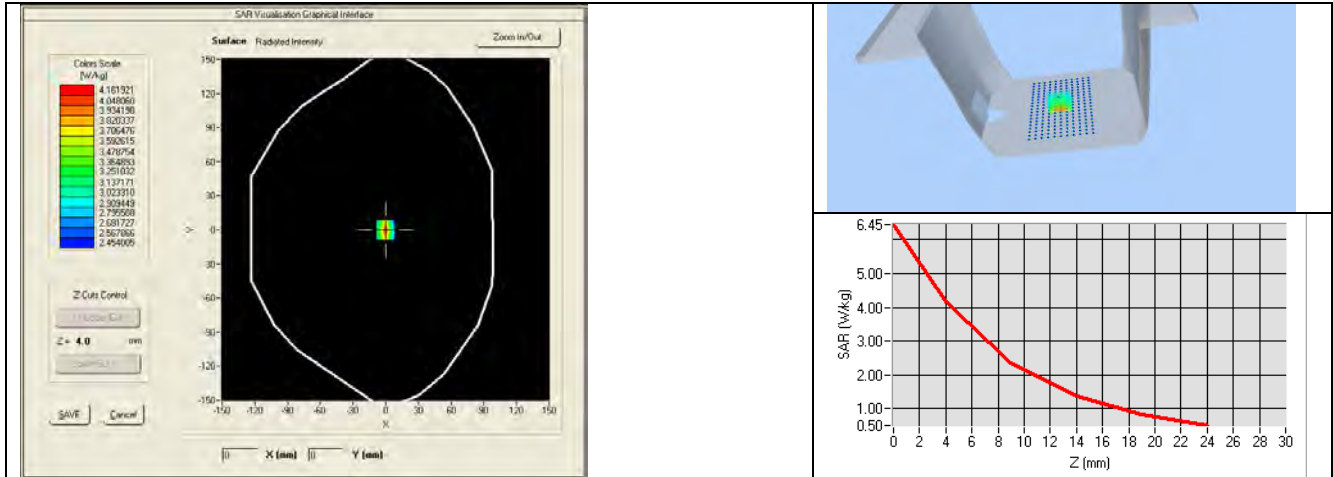 SAR Visualisation Graphical Interface
Surface Radiated Intensity
Zoom In/Out
Colors Scale
[W/kg]
4.161921
4.048060
3.934198
3.820337
3.706476
3.592615
3.478754
3.364893
3.251032
3.137171
3.023310
2.909449
2.795588
2.681727
2.567866
2.454005
150-
120-
90-
60-
30-
0-
-30-
-60-
-90-
-120-
-150-
Y
-150 -120 -90 -60 -30 0 30 60 90 120 150
X
Z Cuts Control
Z = 4.0 mm
SAVE Cancel
0 X (mm) 0 Y (mm)
6.45-
5.00-
4.00-
3.00-
2.00-
1.00-
0.50-
SAR (W/kg)
0 2 4 6 8 10 12 14 16 18 20 22 24 26 28 30
Z (mm)